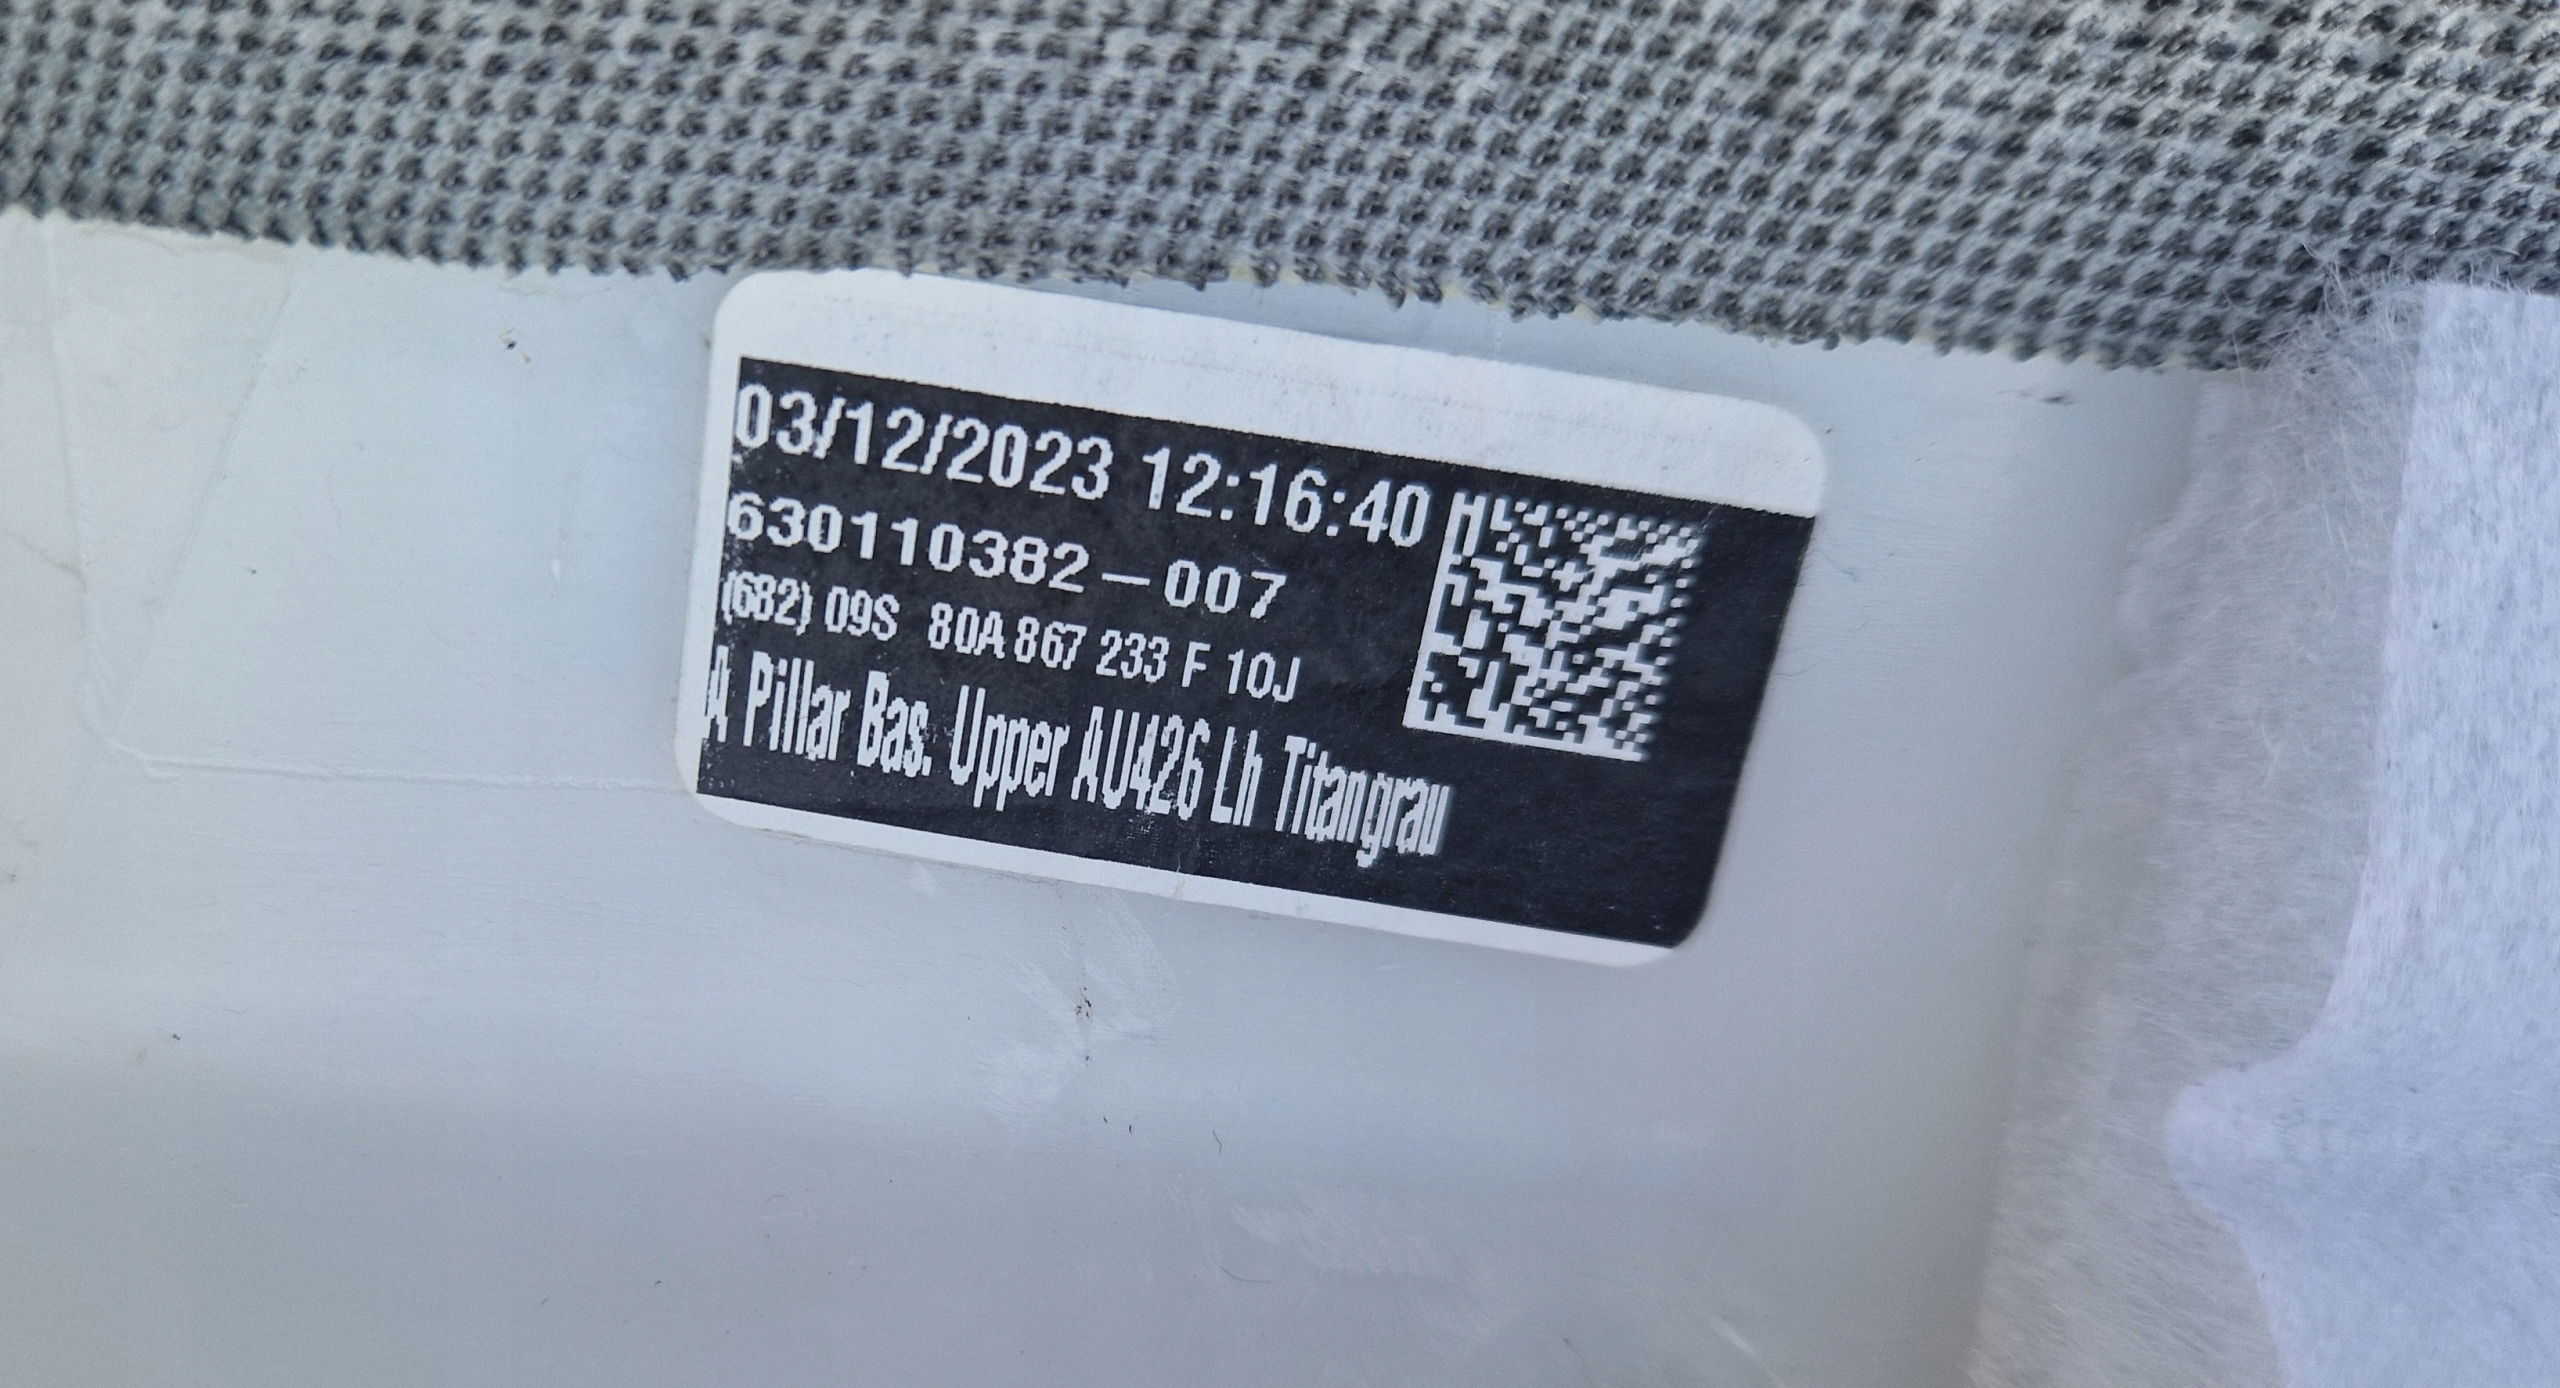 03/12/2023 12:16:40
630110382-007
(682) 09S 80A 867 233 F 10J
A Pillar Bas. Upper AU426 Lh Titangrau